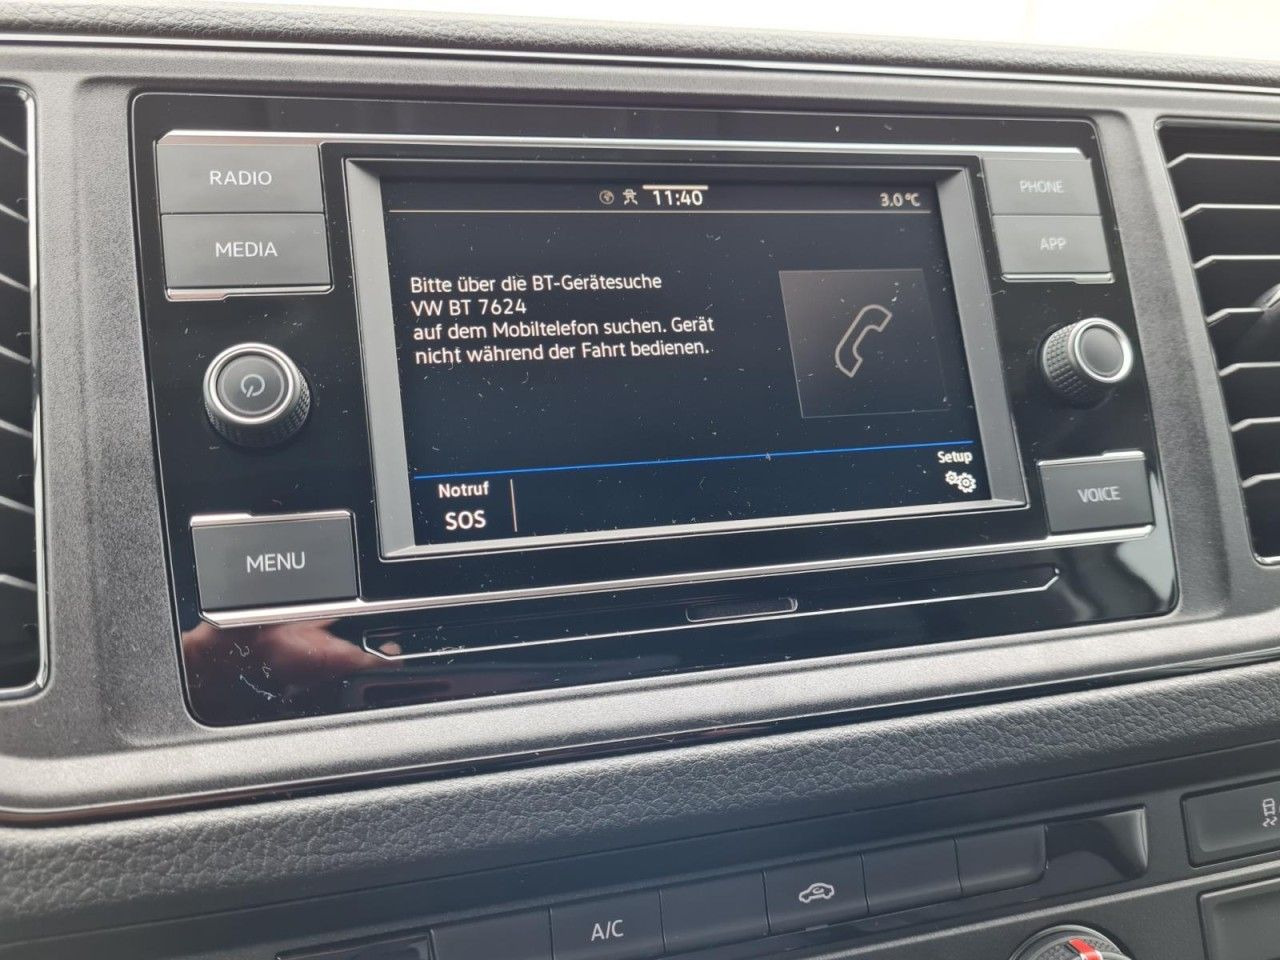 RADIO
MEDIA
11:40
3.0°C
PHONE
APP
Bitte über die BT-Gerätesuche
VW BT 7624
auf dem Mobiltelefon suchen. Gerät
nicht während der Fahrt bedienen.
Setup
Notruf
SOS
MENU
VOICE
A/C